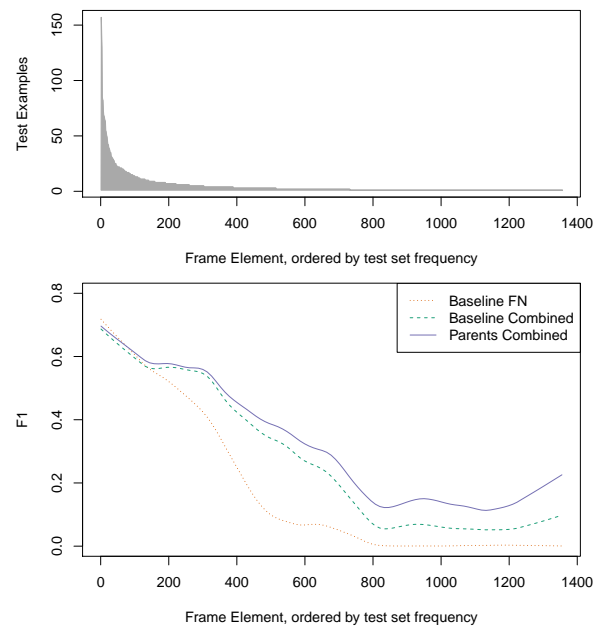 150
100
50
0
Test Examples
0 200 400 600 800 1000 1200 1400
Frame Element, ordered by test set frequency
0.8
0.6
0.4
0.2
0.0
F1
Baseline FN
Baseline Combined
Parents Combined
0 200 400 600 800 1000 1200 1400
Frame Element, ordered by test set frequency